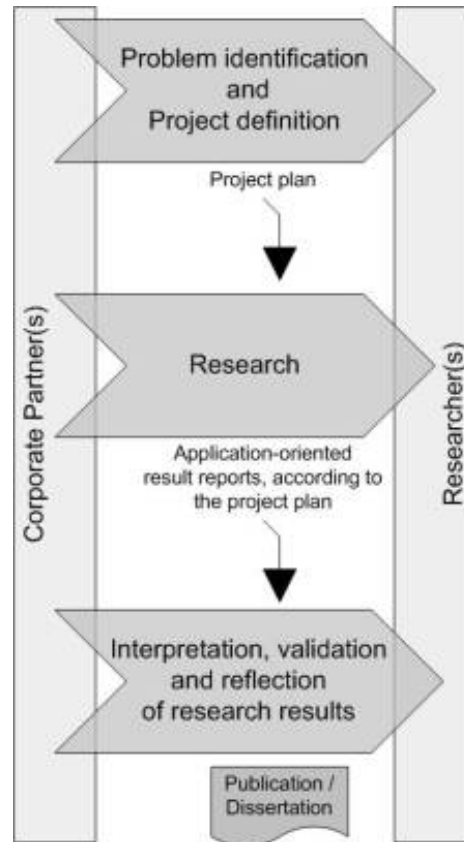 Problem identification
and
Project definition
Project plan
Corporate Partner(s)
Research
Researcher(s)
Application-oriented
result reports, according to
the project plan
Interpretation, validation
and reflection
of research results
Publication /
Dissertation